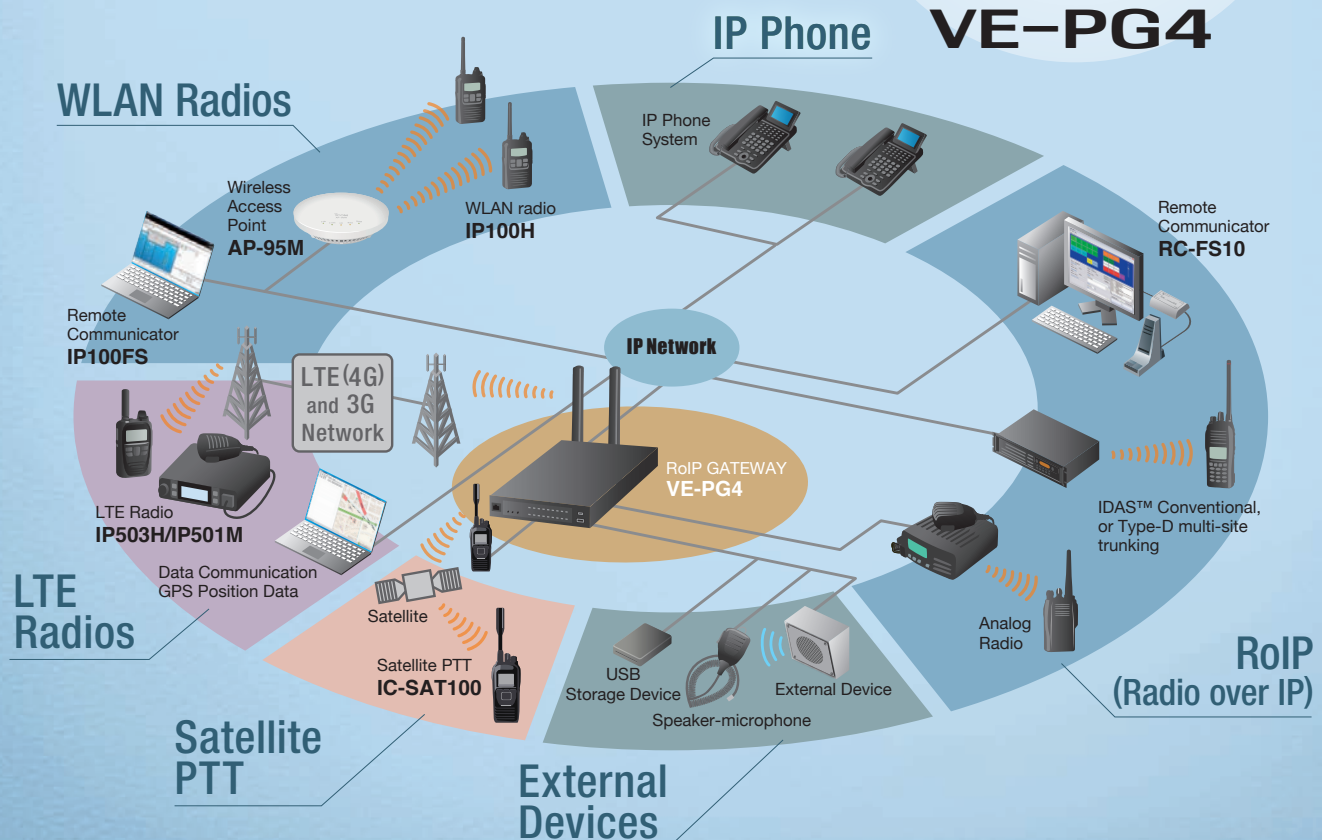 VE-PG4
IP Phone
WLAN Radios
IP Phone
System
Wireless
Access
Point
AP-95M
WLAN radio
IP100H
Remote
Communicator
RC-FS10
Remote
Communicator
IP100FS
IP Network
LTE(4G)
and 3G
Network
RoIP GATEWAY
VE-PG4
LTE Radio
IP503H/IP501M
IDAS™ Conventional,
or Type-D multi-site
trunking
Data Communication
GPS Position Data
LTE
Radios
Satellite
Satellite PTT
IC-SAT100
Analog
Radio
USB
Storage Device
External Device
Speaker-microphone
RoIP
(Radio over IP)
Satellite
PTT
External
Devices